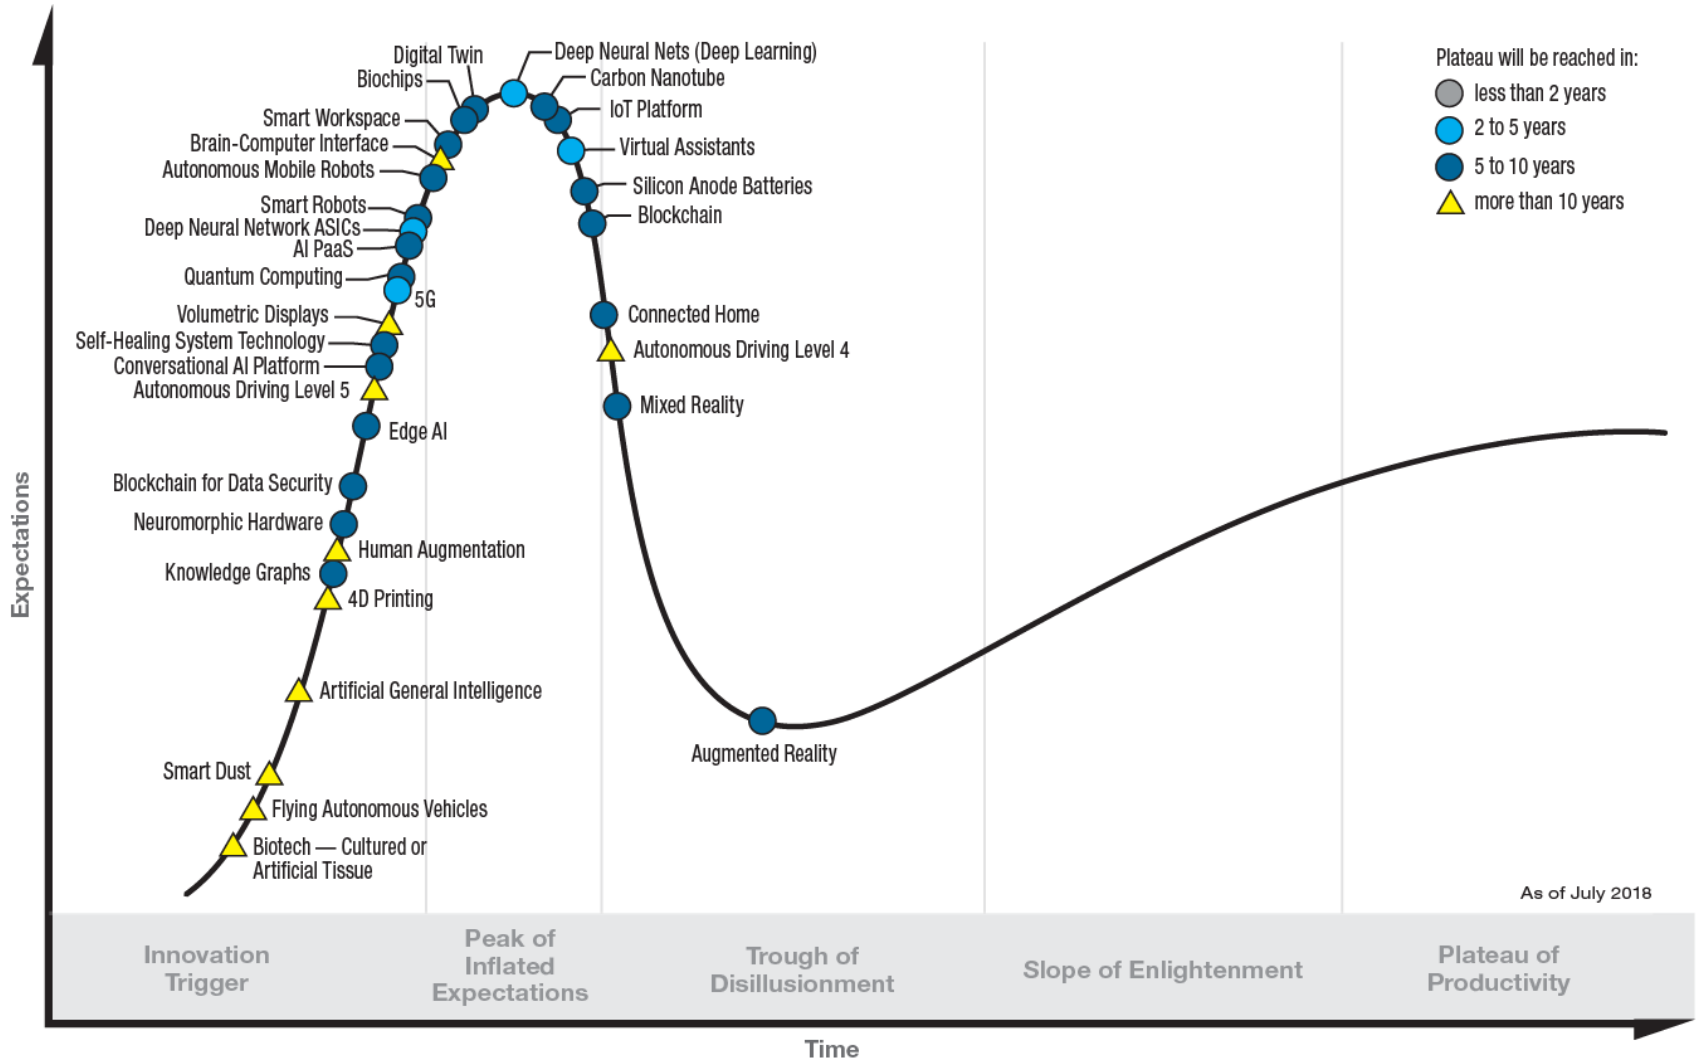 Digital Twin
Deep Neural Nets (Deep Learning)
Biochips
Carbon Nanotube
Smart Workspace
IoT Platform
Brain-Computer Interface
Virtual Assistants
Autonomous Mobile Robots
Silicon Anode Batteries
Smart Robots
Blockchain
Deep Neural Network ASICs
AI PaaS
Quantum Computing
5G
Volumetric Displays
Connected Home
Self-Healing System Technology
Autonomous Driving Level 4
Conversational AI Platform
Autonomous Driving Level 5
Mixed Reality
Edge AI
Blockchain for Data Security
Neuromorphic Hardware
Human Augmentation
Knowledge Graphs
4D Printing
Artificial General Intelligence
Augmented Reality
Smart Dust
Flying Autonomous Vehicles
Biotech — Cultured or
Artificial Tissue
Plateau will be reached in:
less than 2 years
2 to 5 years
5 to 10 years
more than 10 years
As of July 2018
Expectations
Innovation
Trigger
Peak of
Inflated
Expectations
Trough of
Disillusionment
Slope of Enlightenment
Plateau of
Productivity
Time